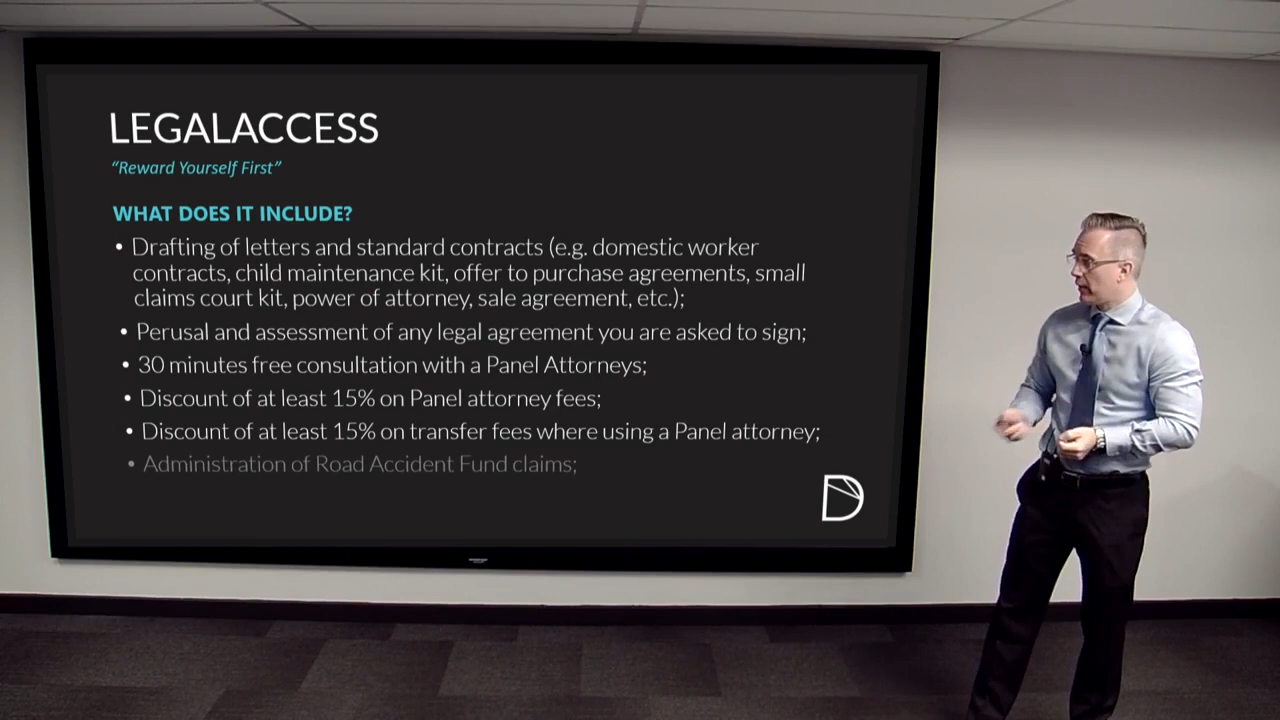 LEGALACCESS
“Reward Yourself First”
WHAT DOES IT INCLUDE?
• Drafting of letters and standard contracts (e.g. domestic worker
contracts, child maintenance kit, offer to purchase agreements, small
claims court kit, power of attorney, sale agreement, etc.);
• Perusal and assessment of any legal agreement you are asked to sign;
• 30 minutes free consultation with a Panel Attorneys;
• Discount of at least 15% on Panel attorney fees;
• Discount of at least 15% on transfer fees where using a Panel attorney;
• Administration of Road Accident Fund claims;
D